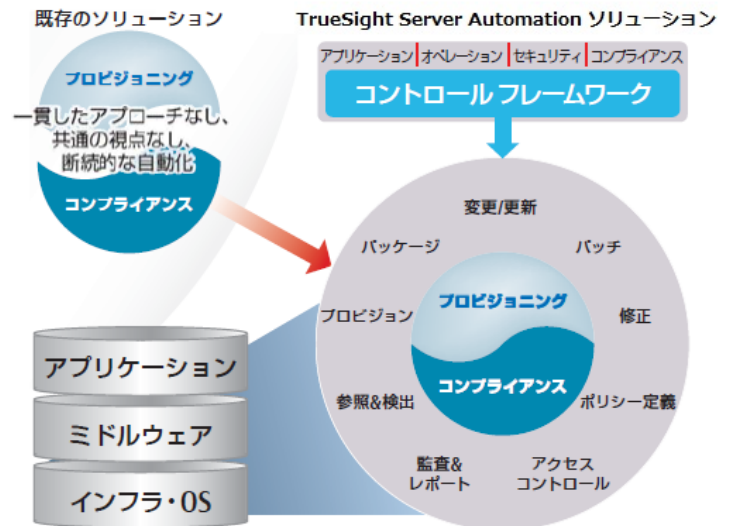 既存のソリューション
プロビジョニング
一貫したアプローチなし、
共通の視点なし、
断続的な自動化
コンプライアンス
TrueSight Server Automation ソリューション
アプリケーション オペレーション セキュリティ コンプライアンス
コントロール フレームワーク
変更/更新
パッケージ
パッチ
プロビジョン
修正
プロビジョニング
コンプライアンス
参照&検出
ポリシー定義
監査&
レポート
アクセス
コントロール
アプリケーション
ミドルウェア
インフラ・OS